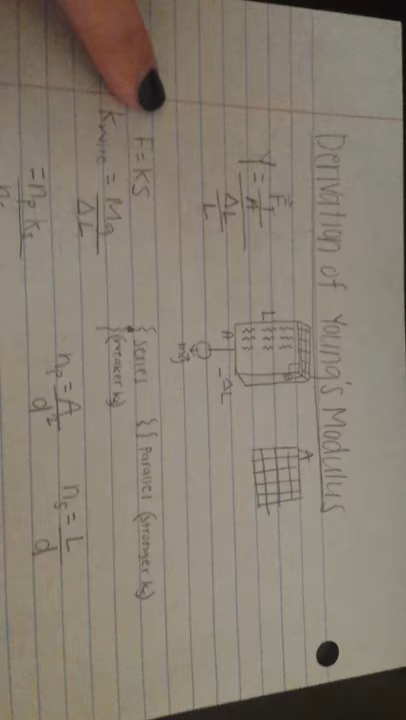 Derivation of Young's Modulus
Y = F/A
ΔL/L
L
A
-ΔL
mg
A
F = KS
{ series {} Parallel (stronger ks)
Kwire = Mg/ΔL
{ (weaker ks)
np = A/d² ns = L/d
= np ks